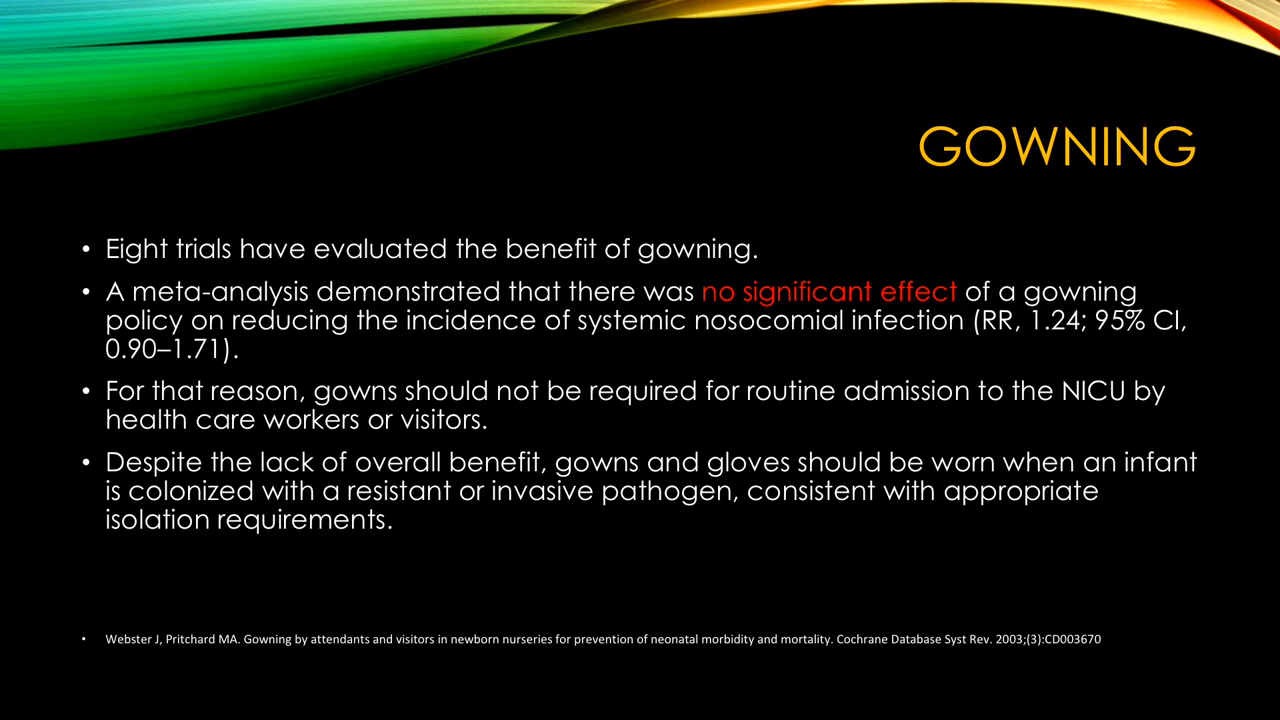 GOWNING
• Eight trials have evaluated the benefit of gowning.
• A meta-analysis demonstrated that there was no significant effect of a gowning
policy on reducing the incidence of systemic nosocomial infection (RR, 1.24; 95% CI,
0.90–1.71).
• For that reason, gowns should not be required for routine admission to the NICU by
health care workers or visitors.
• Despite the lack of overall benefit, gowns and gloves should be worn when an infant
is colonized with a resistant or invasive pathogen, consistent with appropriate
isolation requirements.
• Webster J, Pritchard MA. Gowning by attendants and visitors in newborn nurseries for prevention of neonatal morbidity and mortality. Cochrane Database Syst Rev. 2003;(3):CD003670